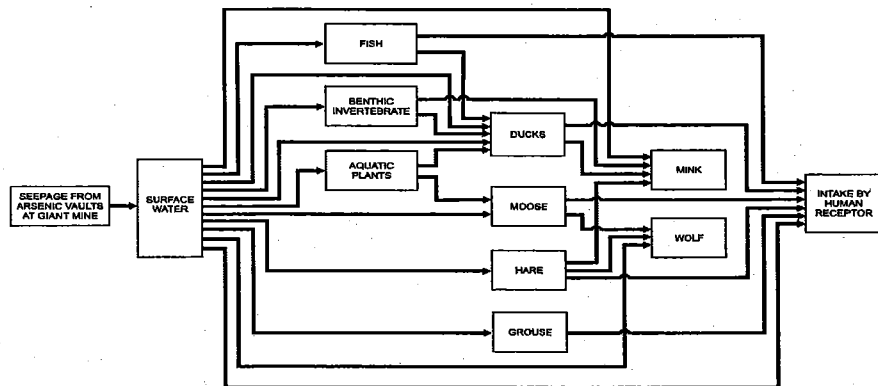 FISH
BENTHIC
INVERTEBRATE
DUCKS
AQUATIC
PLANTS
MINK
SEEPAGE FROM
ARSENIC VAULTS
AT GIANT MINE
SURFACE
WATER
INTAKE BY
HUMAN
RECEPTOR
MOOSE
WOLF
HARE
GROUSE